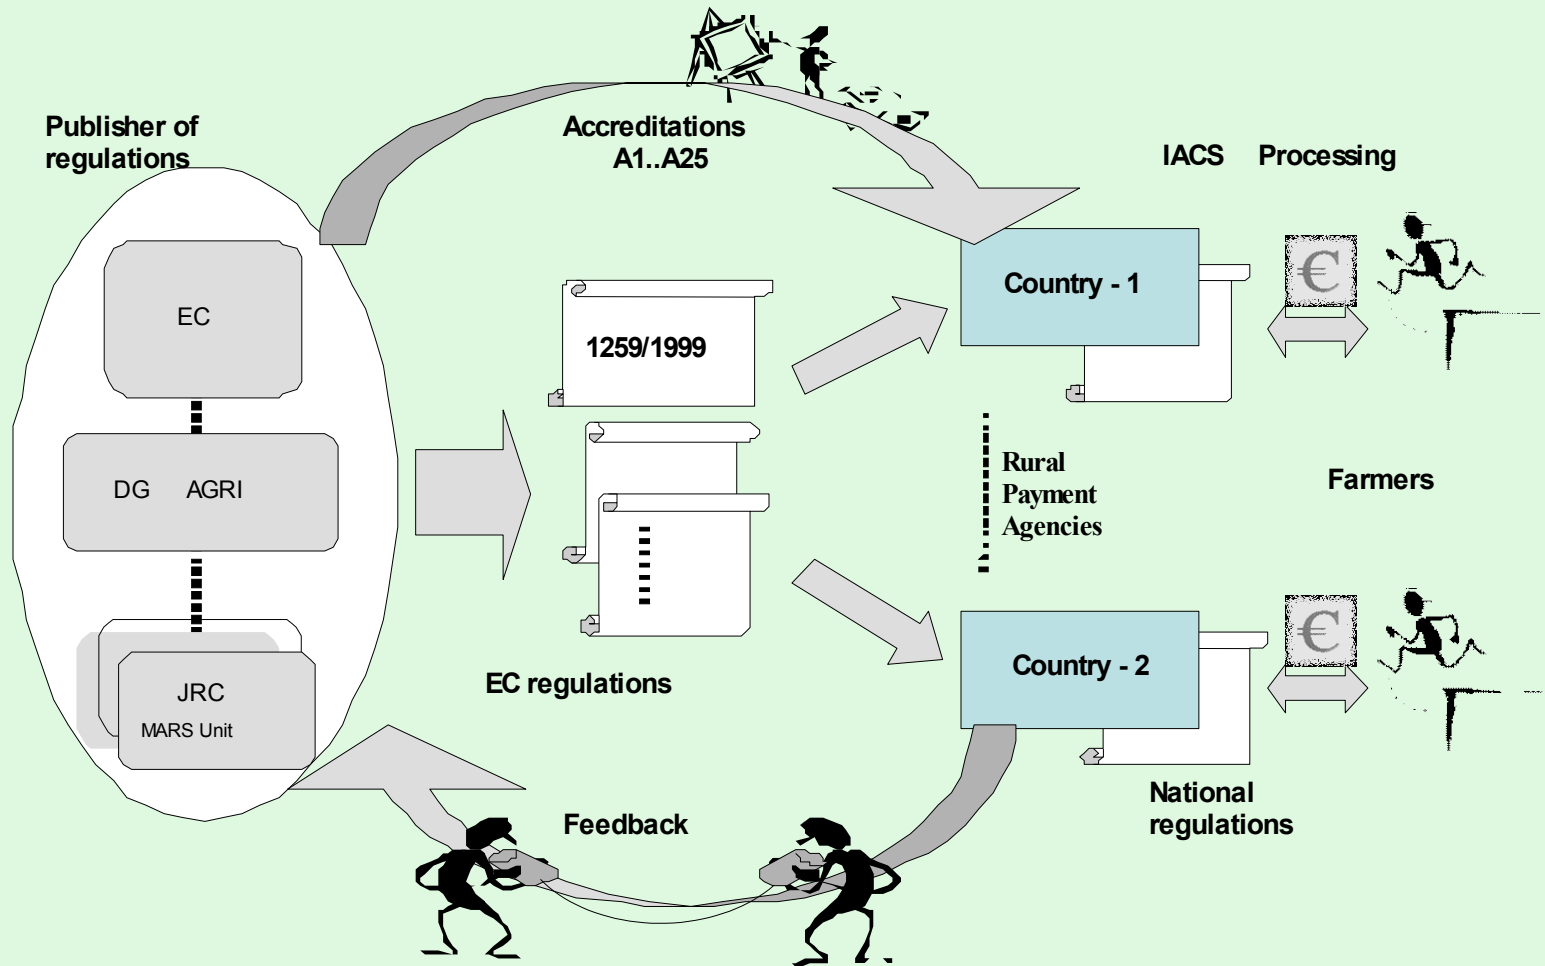 Publisher of
regulations
Accreditations
A1..A25
IACS Processing
EC
DG AGRI
JRC
MARS Unit
1259/1999
EC regulations
Country - 1
€
Rural
Payment
Agencies
Farmers
Country - 2
€
National
regulations
Feedback